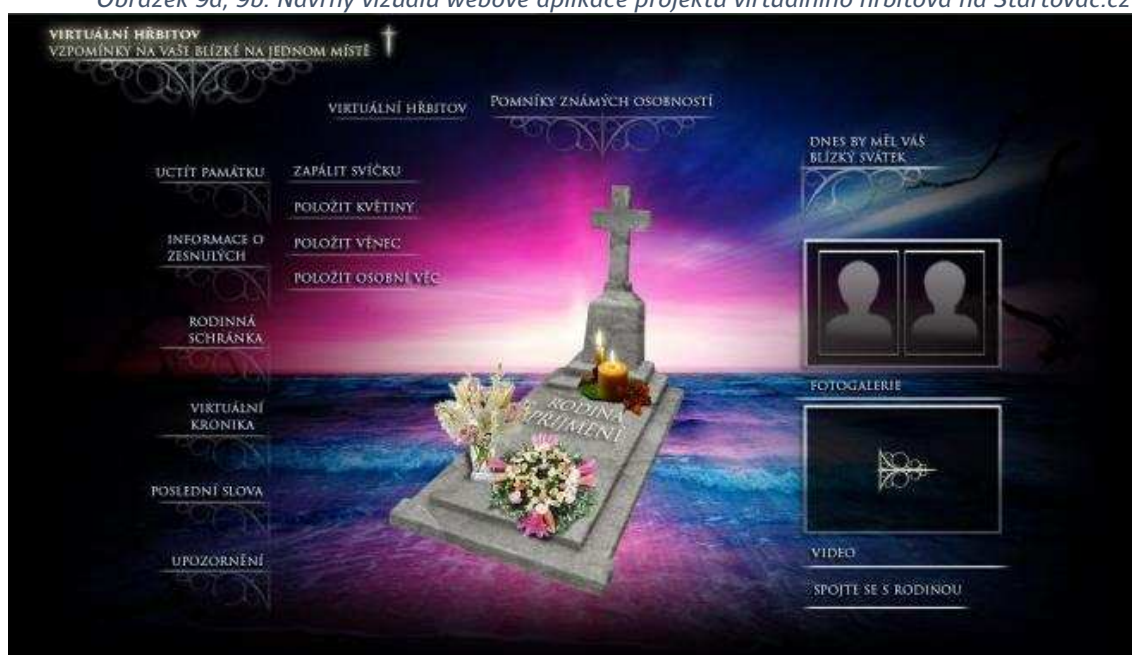 Obrázek 9a, 9b: Návrhy vizuálu webové aplikace projektu virtuálního hřbitova na Startovač.cz
VIRTUÁLNÍ HŘBITOV
VZPOMÍNKY NA VAŠE BLÍZKÉ NA JEDNOM MÍSTĚ
VIRTUÁLNÍ HŘBITOV
POMNÍKY ZNÁMÝCH OSOBNOSTÍ
UCTÍT PAMÁTKU
INFORMACE O
ZESNULÝCH
RODINNÁ
SCHRÁNKA
VIRTUÁLNÍ
KRONIKA
POSLEDNÍ SLOVA
UPOZORNĚNÍ
ZAPÁLIT SVÍČKU
POLOŽIT KVĚTINY
POLOŽIT VĚNEC
POLOŽIT OSOBNÍ VĚC
RODINA
PŘÍJMENÍ
DNES BY MĚL VÁŠ
BLÍZKÝ SVÁTEK
FOTOGALERIE
VIDEO
SPOJTE SE S RODINOU